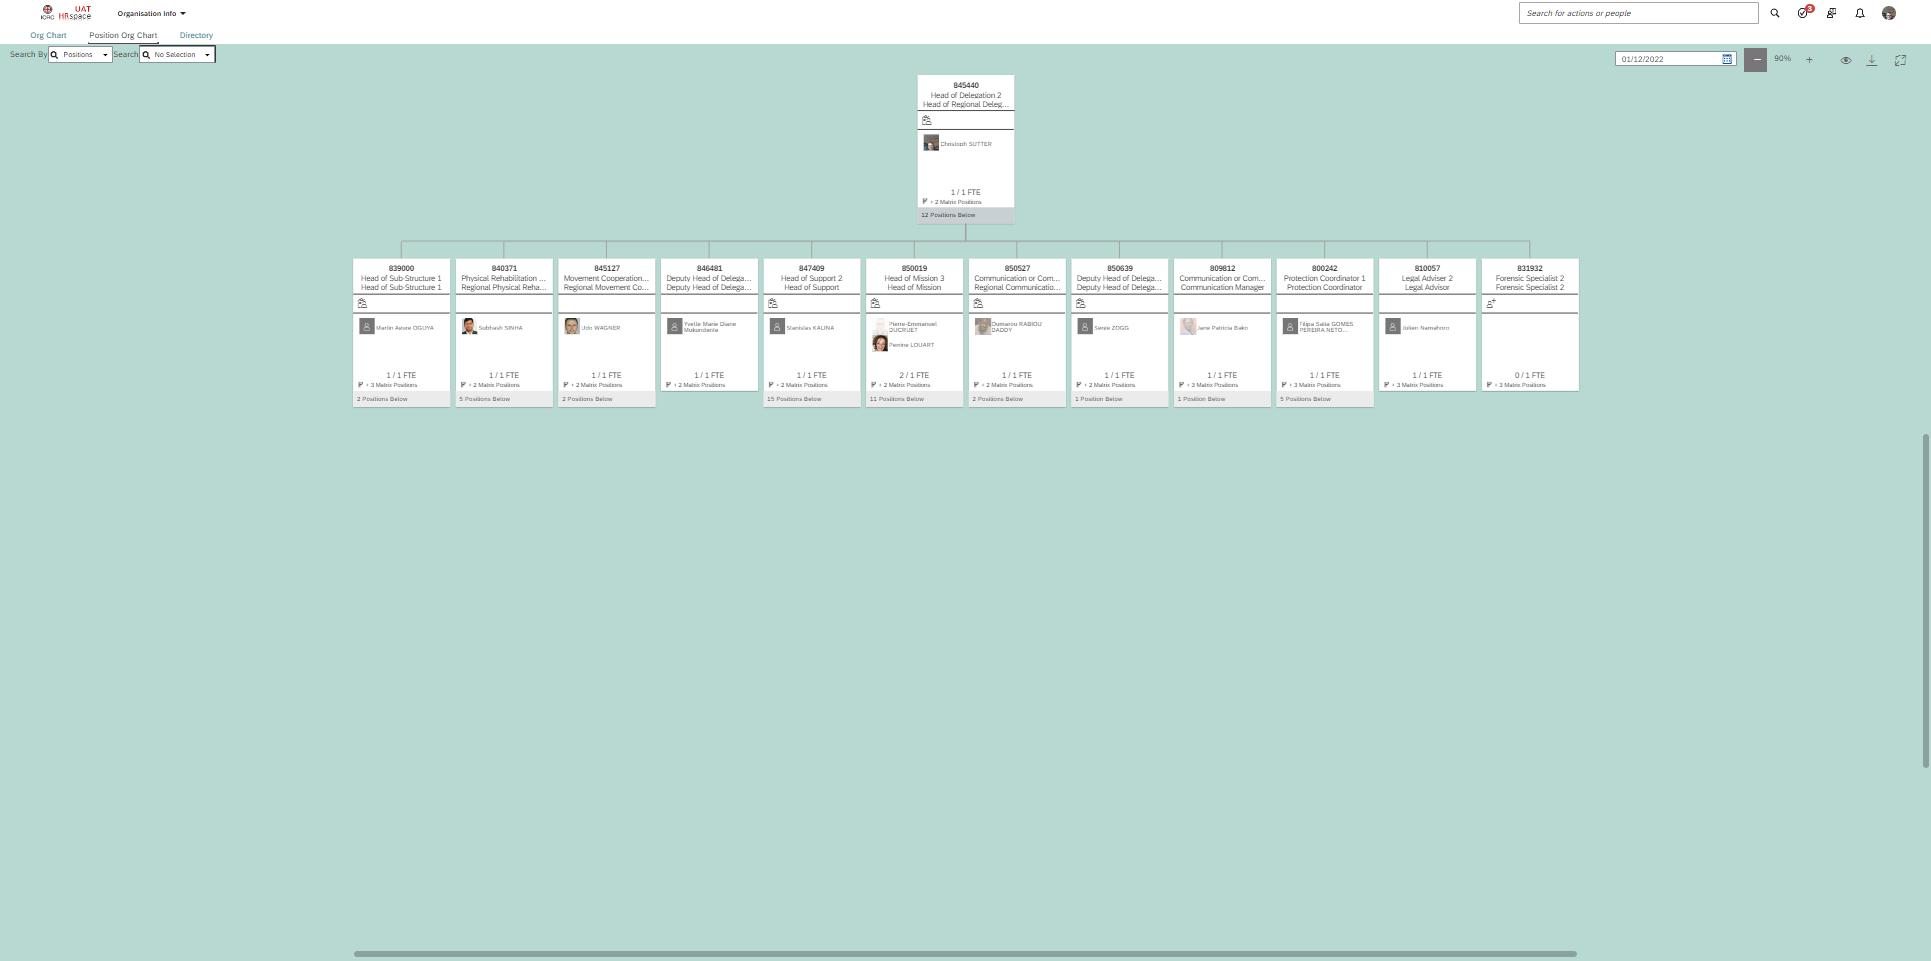 ICRC
UAT
HRspace
Organisation Info
Search for actions or people
3
Org Chart
Position Org Chart
Directory
Search By
Positions
Search
No Selection
01/12/2022
90%
845440
Head of Delegation 2
Head of Regional Deleg...
Christoph SUTTER
1 / 1 FTE
+ 2 Matrix Positions
12 Positions Below
839000
Head of Sub-Structure 1
Head of Sub-Structure 1
Martin Aerore OGUYA
1 / 1 FTE
+ 3 Matrix Positions
2 Positions Below
840371
Physical Rehabilitation ...
Regional Physical Reha...
Subhash SINHA
1 / 1 FTE
+ 2 Matrix Positions
5 Positions Below
845127
Movement Cooperation...
Regional Movement Co...
Udo WAGNER
1 / 1 FTE
+ 2 Matrix Positions
2 Positions Below
846481
Deputy Head of Delega...
Deputy Head of Delega...
Yvette Marie Diane
Mukundente
1 / 1 FTE
+ 2 Matrix Positions
847409
Head of Support 2
Head of Support
Stanislas KALINA
1 / 1 FTE
+ 2 Matrix Positions
15 Positions Below
850019
Head of Mission 3
Head of Mission
Pierre-Emmanuel
DUCRUET
Perrine LOUART
2 / 1 FTE
+ 2 Matrix Positions
11 Positions Below
850527
Communication or Com...
Regional Communicatio...
Oumarou RABIOU
DADDY
1 / 1 FTE
+ 2 Matrix Positions
2 Positions Below
850639
Deputy Head of Delega...
Deputy Head of Delega...
ZOGG
1 / 1 FTE
+ 2 Matrix Positions
1 Position Below
809812
Communication or Com...
Communication Manager
Jane Patricia Bako
1 / 1 FTE
+ 3 Matrix Positions
1 Position Below
800242
Protection Coordinator 1
Protection Coordinator
Filipa GOMES
PEREIRA NETO...
1 / 1 FTE
+ 3 Matrix Positions
5 Positions Below
810057
Legal Adviser 2
Legal Advisor
Julien Namahoro
1 / 1 FTE
+ 3 Matrix Positions
831932
Forensic Specialist 2
Forensic Specialist 2
0 / 1 FTE
+ 3 Matrix Positions